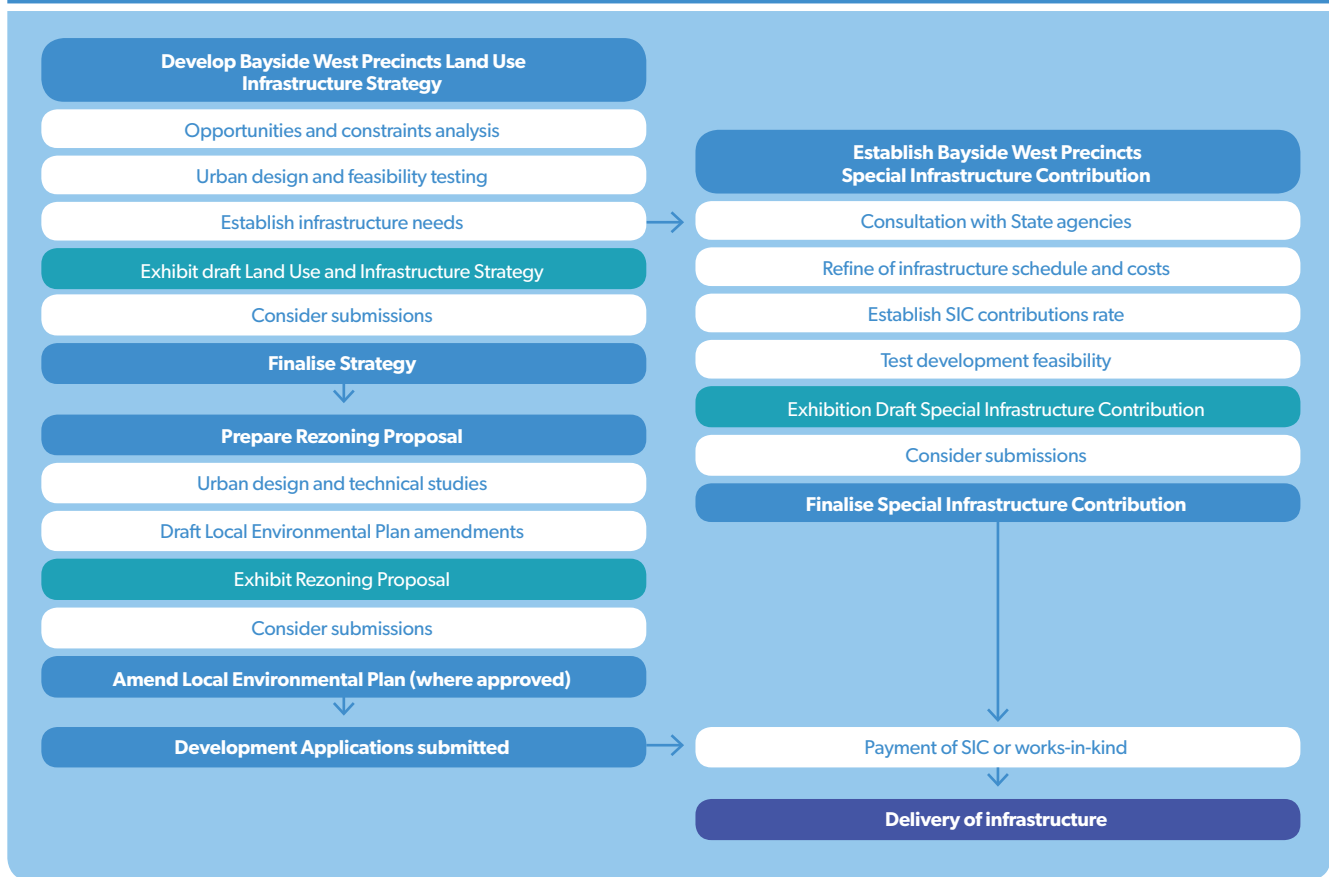 Develop Bayside West Precincts Land Use
Infrastructure Strategy
Opportunities and constraints analysis
Urban design and feasibility testing
Establish infrastructure needs
Exhibit draft Land Use and Infrastructure Strategy
Consider submissions
Finalise Strategy
Prepare Rezoning Proposal
Urban design and technical studies
Draft Local Environmental Plan amendments
Exhibit Rezoning Proposal
Consider submissions
Amend Local Environmental Plan (where approved)
Development Applications submitted
Establish Bayside West Precincts
Special Infrastructure Contribution
Consultation with State agencies
Refine of infrastructure schedule and costs
Establish SIC contributions rate
Test development feasibility
Exhibition Draft Special Infrastructure Contribution
Consider submissions
Finalise Special Infrastructure Contribution
Payment of SIC or works-in-kind
Delivery of infrastructure